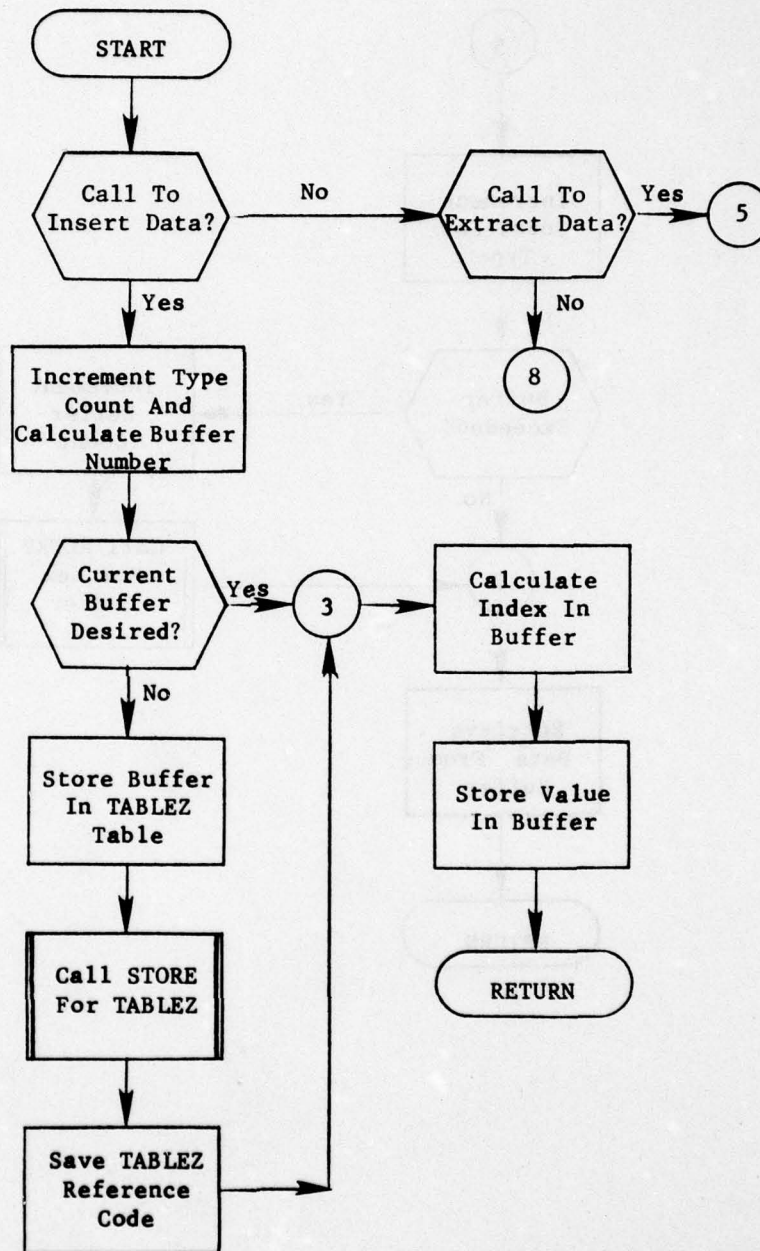 START
Call To
Insert Data?
No
Call To
Extract Data?
Yes
5
Yes
No
8
Increment Type
Count And
Calculate Buffer
Number
Current
Buffer
Desired?
Yes
3
Calculate
Index In
Buffer
No
Store Buffer
In TABLEZ
Table
Store Value
In Buffer
Call STORE
For TABLEZ
RETURN
Save TABLEZ
Reference
Code